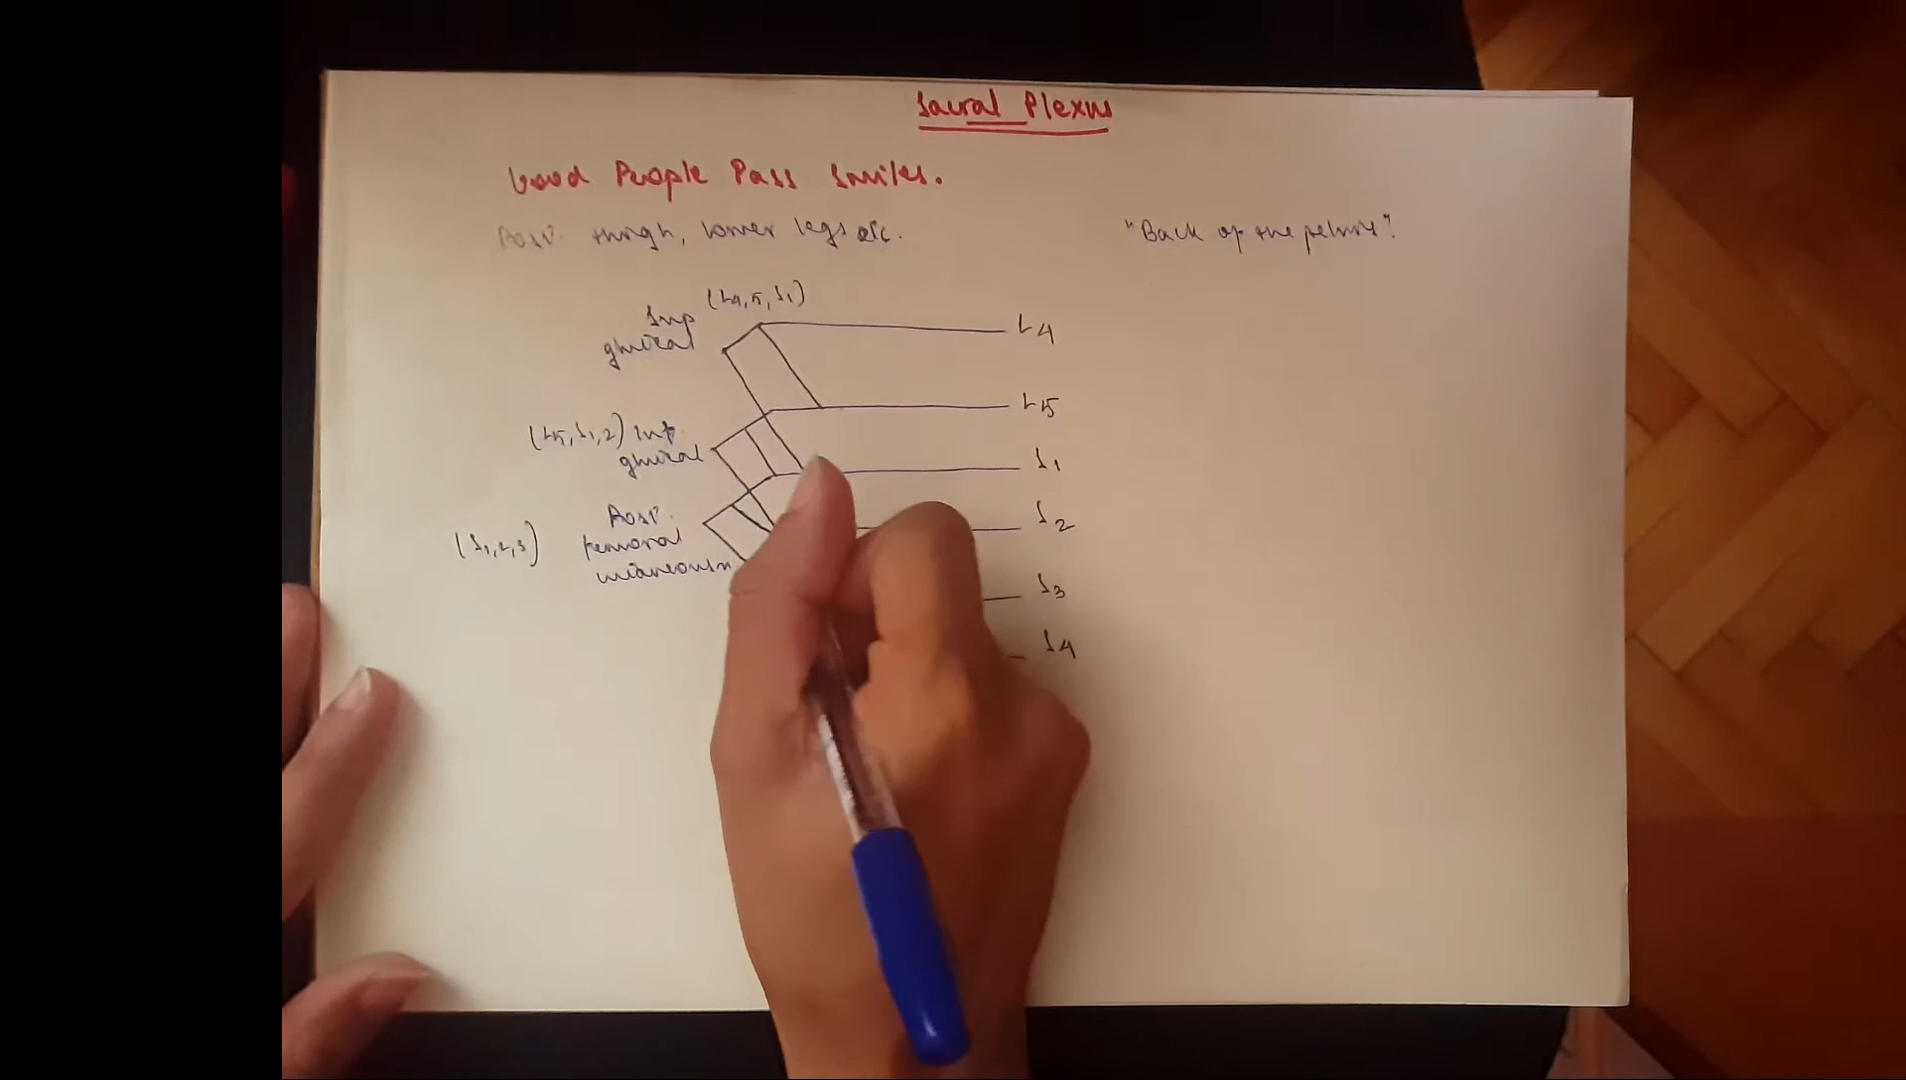 Sacral Plexus
Good People Pass Smiles.
Post. thigh, lower legs etc.
"Back of the pelvis".
(L4,5,S1)
Sup
gluteal
L4
L5
(L5,S1,2) Inf.
gluteal
S1
Post.
femoral
cutaneous n
(S1,2,3)
S2
S3
S4